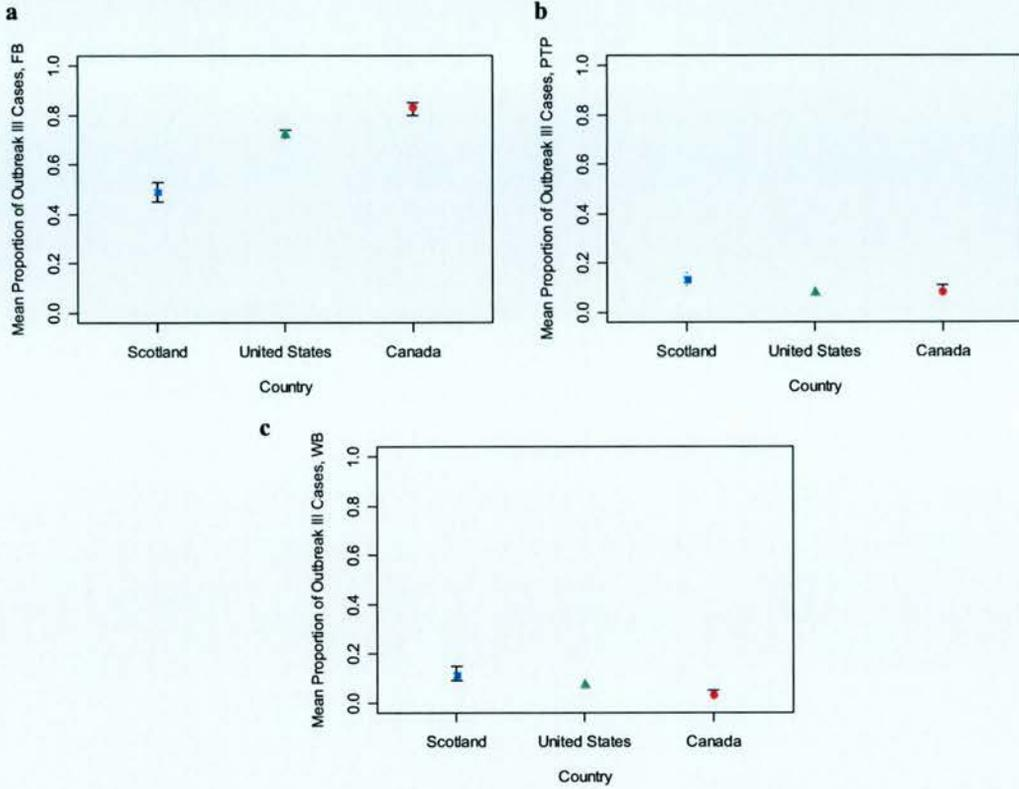 a
Mean Proportion of Outbreak Ill Cases, FB
1.0
0.8
0.6
0.4
0.2
0.0
Scotland United States Canada
Country
b
Mean Proportion of Outbreak Ill Cases, PTP
1.0
0.8
0.6
0.4
0.2
0.0
Scotland United States Canada
Country
c
Mean Proportion of Outbreak Ill Cases, WB
1.0
0.8
0.6
0.4
0.2
0.0
Scotland United States Canada
Country